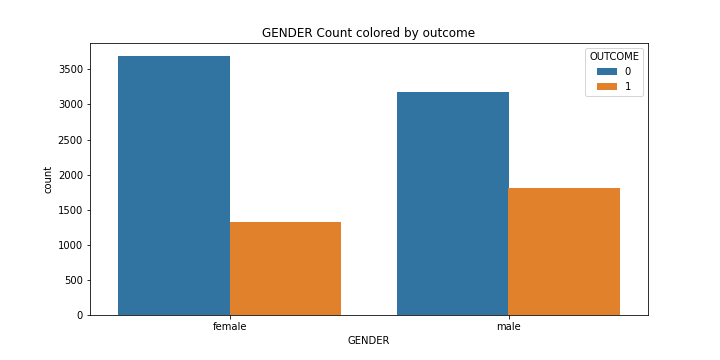 GENDER Count colored by outcome
OUTCOME
0
1
3500
3000
2500
2000
1500
1000
500
0
count
female
male
GENDER